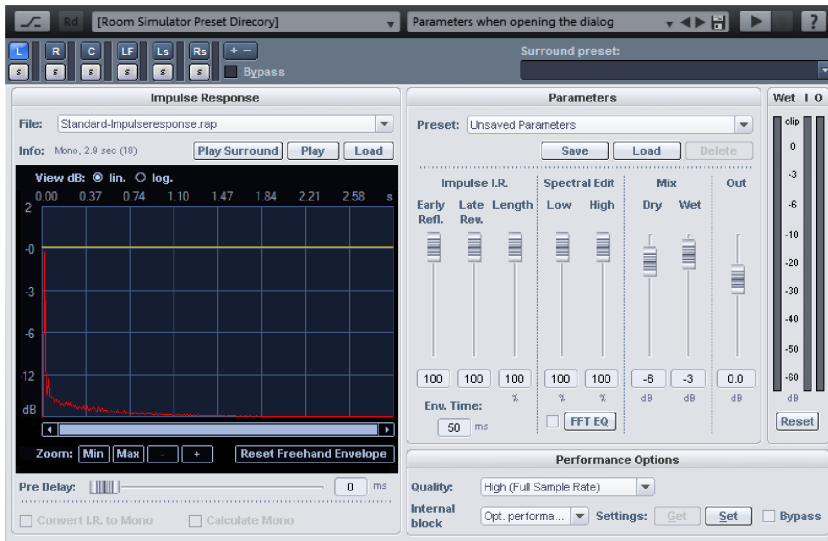 Rd [Room Simulator Preset Direcory] Parameters when opening the dialog ?
L R C LF Ls Rs + -
s s s s s s Bypass
Surround preset:
Impulse Response
File: Standard-Impulseresponse.rap
Info: Mono, 2.9 sec (18) Play Surround Play Load
View dB: lin. log.
0.00 0.37 0.74 1.10 1.47 1.84 2.21 2.58 s
2
-0
-3
-6
12
dB
Zoom: Min Max - + Reset Freehand Envelope
Pre Delay: 0 ms
Convert I.R. to Mono Calculate Mono
Parameters
Preset: Unsaved Parameters
Save Load Delete
Impulse I.R. Spectral Edit Mix Out
Early Refl. Late Rev. Length Low High Dry Wet
100 100 100 100 100 -6 -3 0.0
% % % dB dB dB
Env. Time:
50 ms
FFT EQ
Performance Options
Quality: High (Full Sample Rate)
Internal block Opt. performa... Settings: Get Set Bypass
Wet I O
clip
0
-3
-6
-10
-20
-30
-40
-50
-60
dB
Reset